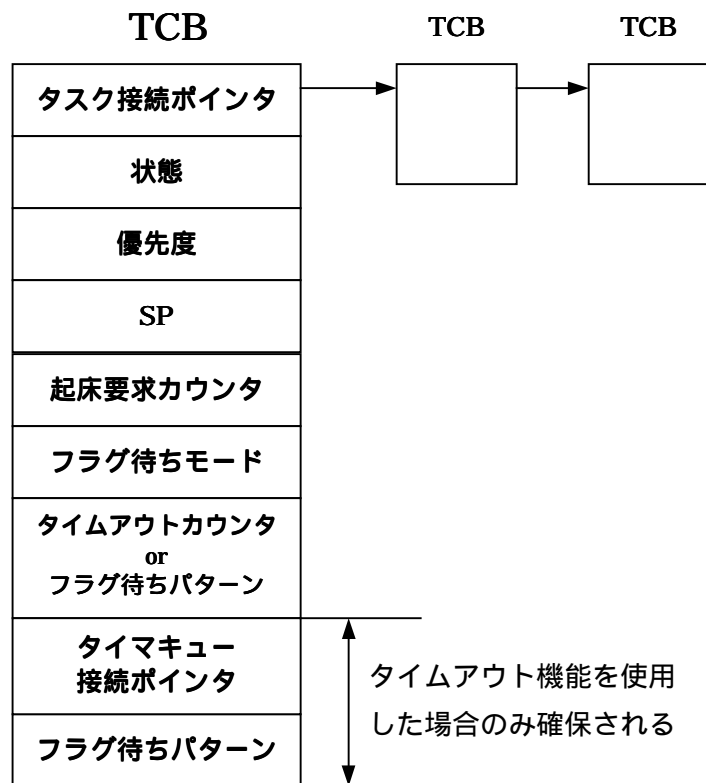 TCB
TCB
TCB
タスク接続ポインタ
状態
優先度
SP
起床要求カウンタ
フラグ待ちモード
タイムアウトカウンタ
or
フラグ待ちパターン
タイマキュー
接続ポインタ
フラグ待ちパターン
タイムアウト機能を使用
した場合のみ確保される